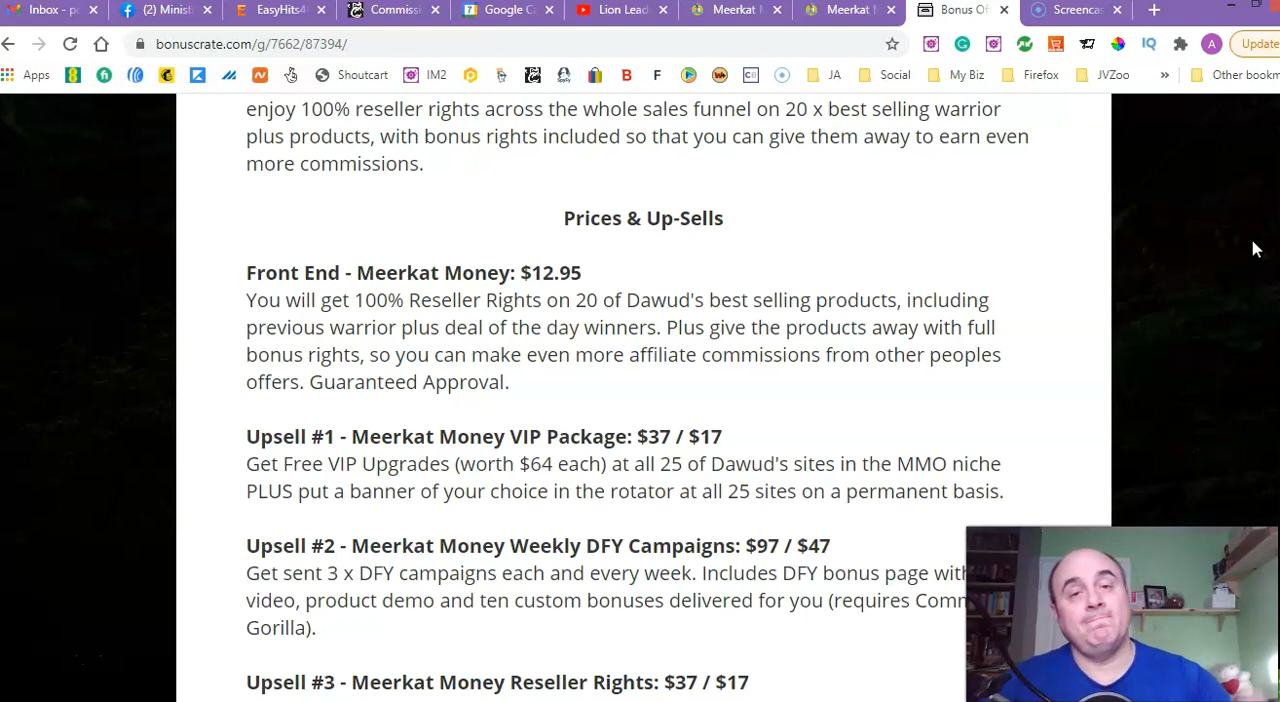 Inbox - p
(2) Minist
EasyHits4
Commissi
Google C
Lion Lead
Meerkat
Meerkat
Bonus Of
Screencas
bonuscrate.com/g/7662/87394/
Update
Apps
Shoutcart
IM2
JA
Social
My Biz
Firefox
JVZoo
Other bookm
enjoy 100% reseller rights across the whole sales funnel on 20 x best selling warrior
plus products, with bonus rights included so that you can give them away to earn even
more commissions.
Prices & Up-Sells
Front End - Meerkat Money: $12.95
You will get 100% Reseller Rights on 20 of Dawud's best selling products, including
previous warrior plus deal of the day winners. Plus give the products away with full
bonus rights, so you can make even more affiliate commissions from other peoples
offers. Guaranteed Approval.
Upsell #1 - Meerkat Money VIP Package: $37 / $17
Get Free VIP Upgrades (worth $64 each) at all 25 of Dawud's sites in the MMO niche
PLUS put a banner of your choice in the rotator at all 25 sites on a permanent basis.
Upsell #2 - Meerkat Money Weekly DFY Campaigns: $97 / $47
Get sent 3 x DFY campaigns each and every week. Includes DFY bonus page with
video, product demo and ten custom bonuses delivered for you (requires Comm
Gorilla).
Upsell #3 - Meerkat Money Reseller Rights: $37 / $17